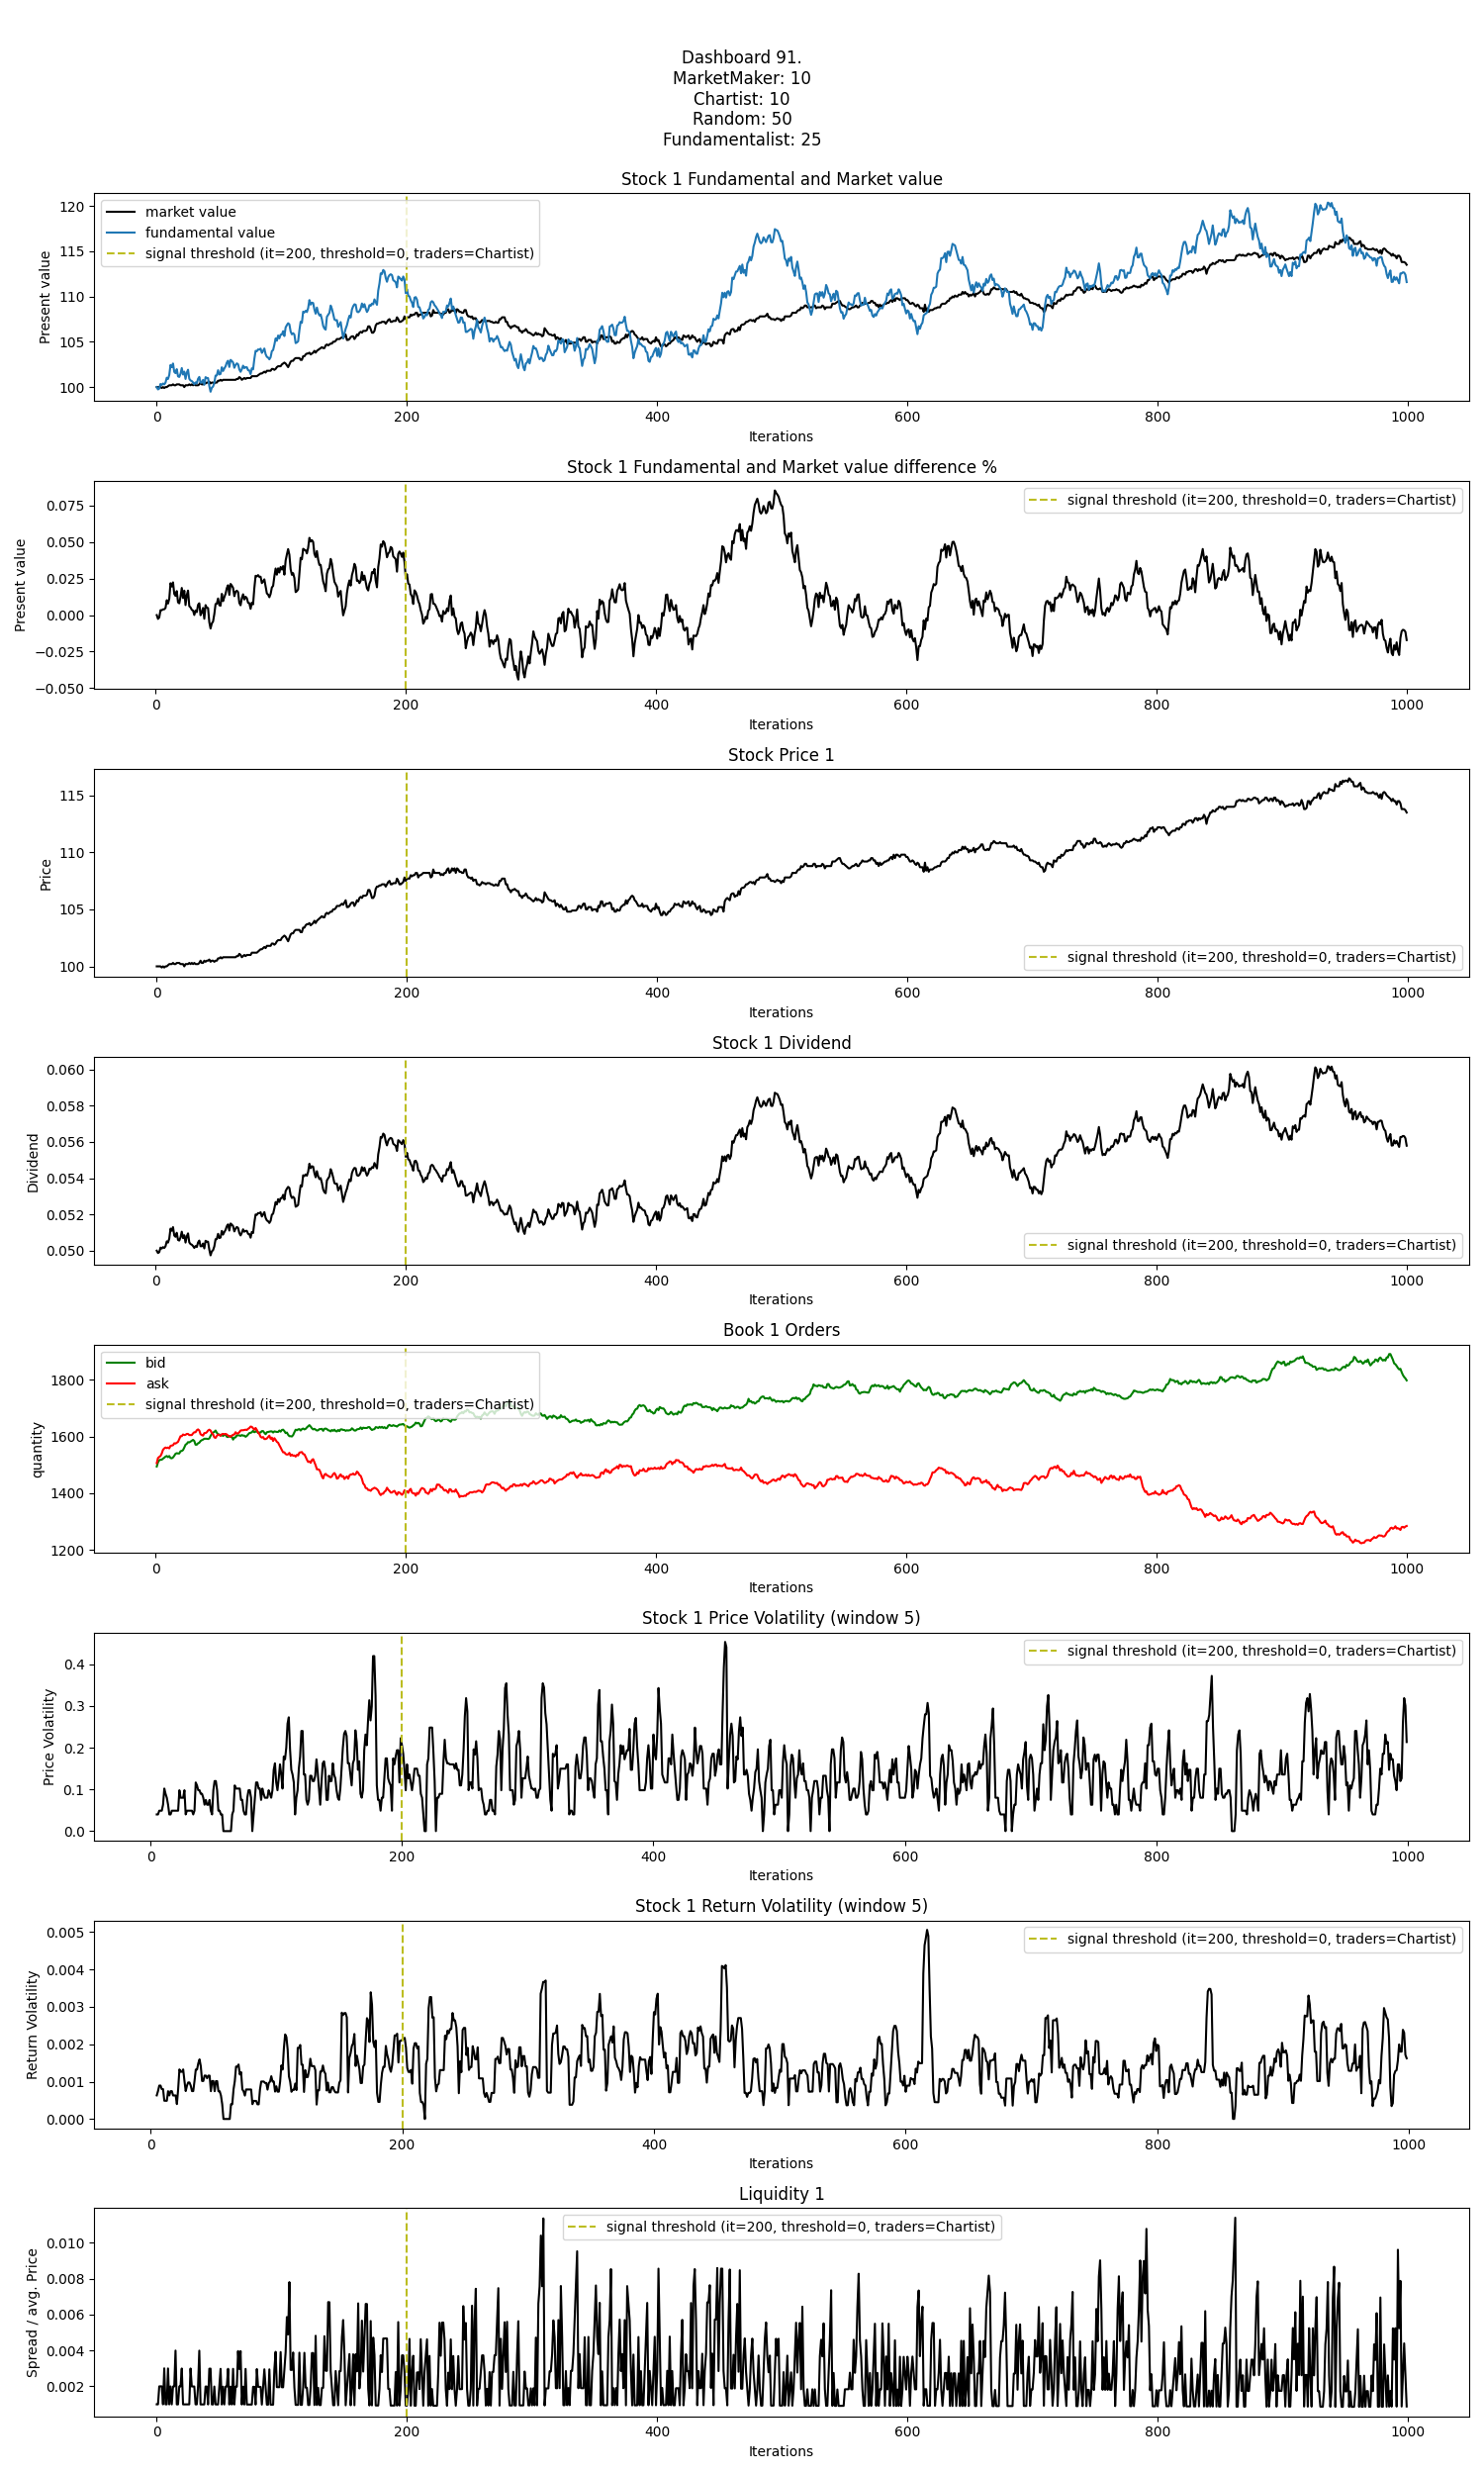 Dashboard 91.
MarketMaker: 10
Chartist: 10
Random: 50
Fundamentalist: 25
Stock 1 Fundamental and Market value
market value
fundamental value
signal threshold (it=200, threshold=0, traders=Chartist)
Present value
120
115
110
105
100
0 200 400 600 800 1000
Iterations
Stock 1 Fundamental and Market value difference %
signal threshold (it=200, threshold=0, traders=Chartist)
Present value
0.075
0.050
0.025
0.000
−0.025
−0.050
0 200 400 600 800 1000
Iterations
Stock Price 1
Price
115
110
105
100
signal threshold (it=200, threshold=0, traders=Chartist)
0 200 400 600 800 1000
Iterations
Stock 1 Dividend
Dividend
0.060
0.058
0.056
0.054
0.052
0.050
signal threshold (it=200, threshold=0, traders=Chartist)
0 200 400 600 800 1000
Iterations
Book 1 Orders
bid
ask
signal threshold (it=200, threshold=0, traders=Chartist)
quantity
1800
1600
1400
1200
0 200 400 600 800 1000
Iterations
Stock 1 Price Volatility (window 5)
signal threshold (it=200, threshold=0, traders=Chartist)
Price Volatility
0.4
0.3
0.2
0.1
0.0
0 200 400 600 800 1000
Iterations
Stock 1 Return Volatility (window 5)
signal threshold (it=200, threshold=0, traders=Chartist)
Return Volatility
0.005
0.004
0.003
0.002
0.001
0.000
0 200 400 600 800 1000
Iterations
Liquidity 1
signal threshold (it=200, threshold=0, traders=Chartist)
Spread / avg. Price
0.010
0.008
0.006
0.004
0.002
0 200 400 600 800 1000
Iterations